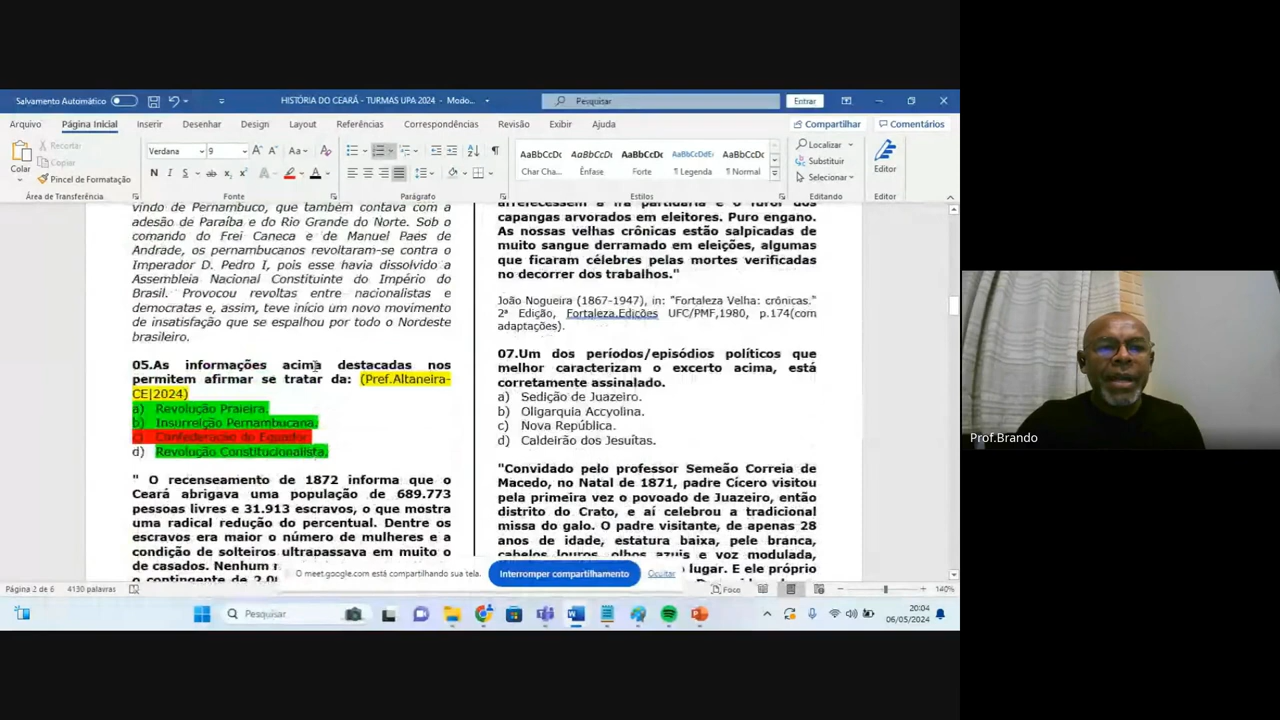 Salvamento Automático
HISTÓRIA DO CEARÁ - TURMAS UPA 2024 - Modo...
Pesquisar
Entrar
Arquivo
Página Inicial
Inserir
Desenhar
Design
Layout
Referências
Correspondências
Revisão
Exibir
Ajuda
Compartilhar
Comentários
Colar
Recortar
Copiar
Pincel de Formatação
Área de Transferência
Verdana
9
Fonte
Parágrafo
AaBbCcDc AaBbCcDc AaBbCcDc AaBbCcDdEe AaBbCcDc
Char Cha... Ênfase Forte ¶ Legenda ¶ Normal
Estilos
Localizar
Substituir
Selecionar
Editando
Editor
Editor
vindo de Pernambuco, que também contava com a
adesão de Paraíba e do Rio Grande do Norte. Sob o
comando do Frei Caneca e de Manuel Paes de
Andrade, os pernambucanos revoltaram-se contra o
Imperador D. Pedro I, pois esse havia dissolvido a
Assembleia Nacional Constituinte do Império do
Brasil. Provocou revoltas entre nacionalistas e
democratas e, assim, teve início um novo movimento
de insatisfação que se espalhou por todo o Nordeste
brasileiro.
05.As informações acima destacadas nos
permitem afirmar se tratar da: (Pref.Altaneira-
CE|2024)
a) Revolução Praieira.
b) Insurreição Pernambucana.
c) Confederação do Equador.
d) Revolução Constitucionalista.
" O recenseamento de 1872 informa que o
Ceará abrigava uma população de 689.773
pessoas livres e 31.913 escravos, o que mostra
uma radical redução do percentual. Dentre os
escravos era maior o número de mulheres e a
condição de solteiros ultrapassava em muito o
de casados. Nenhum
o contingente de
arrefecessem a ira partidária e o furor dos
capangas arvorados em eleitores. Puro engano.
As nossas velhas crônicas estão salpicadas de
muito sangue derramado em eleições, algumas
que ficaram célebres pelas mortes verificadas
no decorrer dos trabalhos."
João Nogueira (1867-1947), in: "Fortaleza Velha: crônicas."
2ª Edição, Fortaleza.Edições UFC/PMF,1980, p.174(com
adaptações).
07.Um dos períodos/episódios políticos que
melhor caracterizam o excerto acima, está
corretamente assinalado.
a) Sedição de Juazeiro.
b) Oligarquia Accyolina.
c) Nova República.
d) Caldeirão dos Jesuítas.
"Convidado pelo professor Semeão Correia de
Macedo, no Natal de 1871, padre Cícero visitou
pela primeira vez o povoado de Juazeiro, então
distrito do Crato, e aí celebrou a tradicional
missa do galo. O padre visitante, de apenas 28
anos de idade, estatura baixa, pele branca,
cabelos louros, olhos azuis e voz modulada,
lugar. E ele próprio
O meet.google.com está compartilhando sua tela.
Interromper compartilhamento
Ocultar
Página 2 de 6
4130 palavras
Foco
140%
Pesquisar
20:04
06/05/2024
Prof.Brando